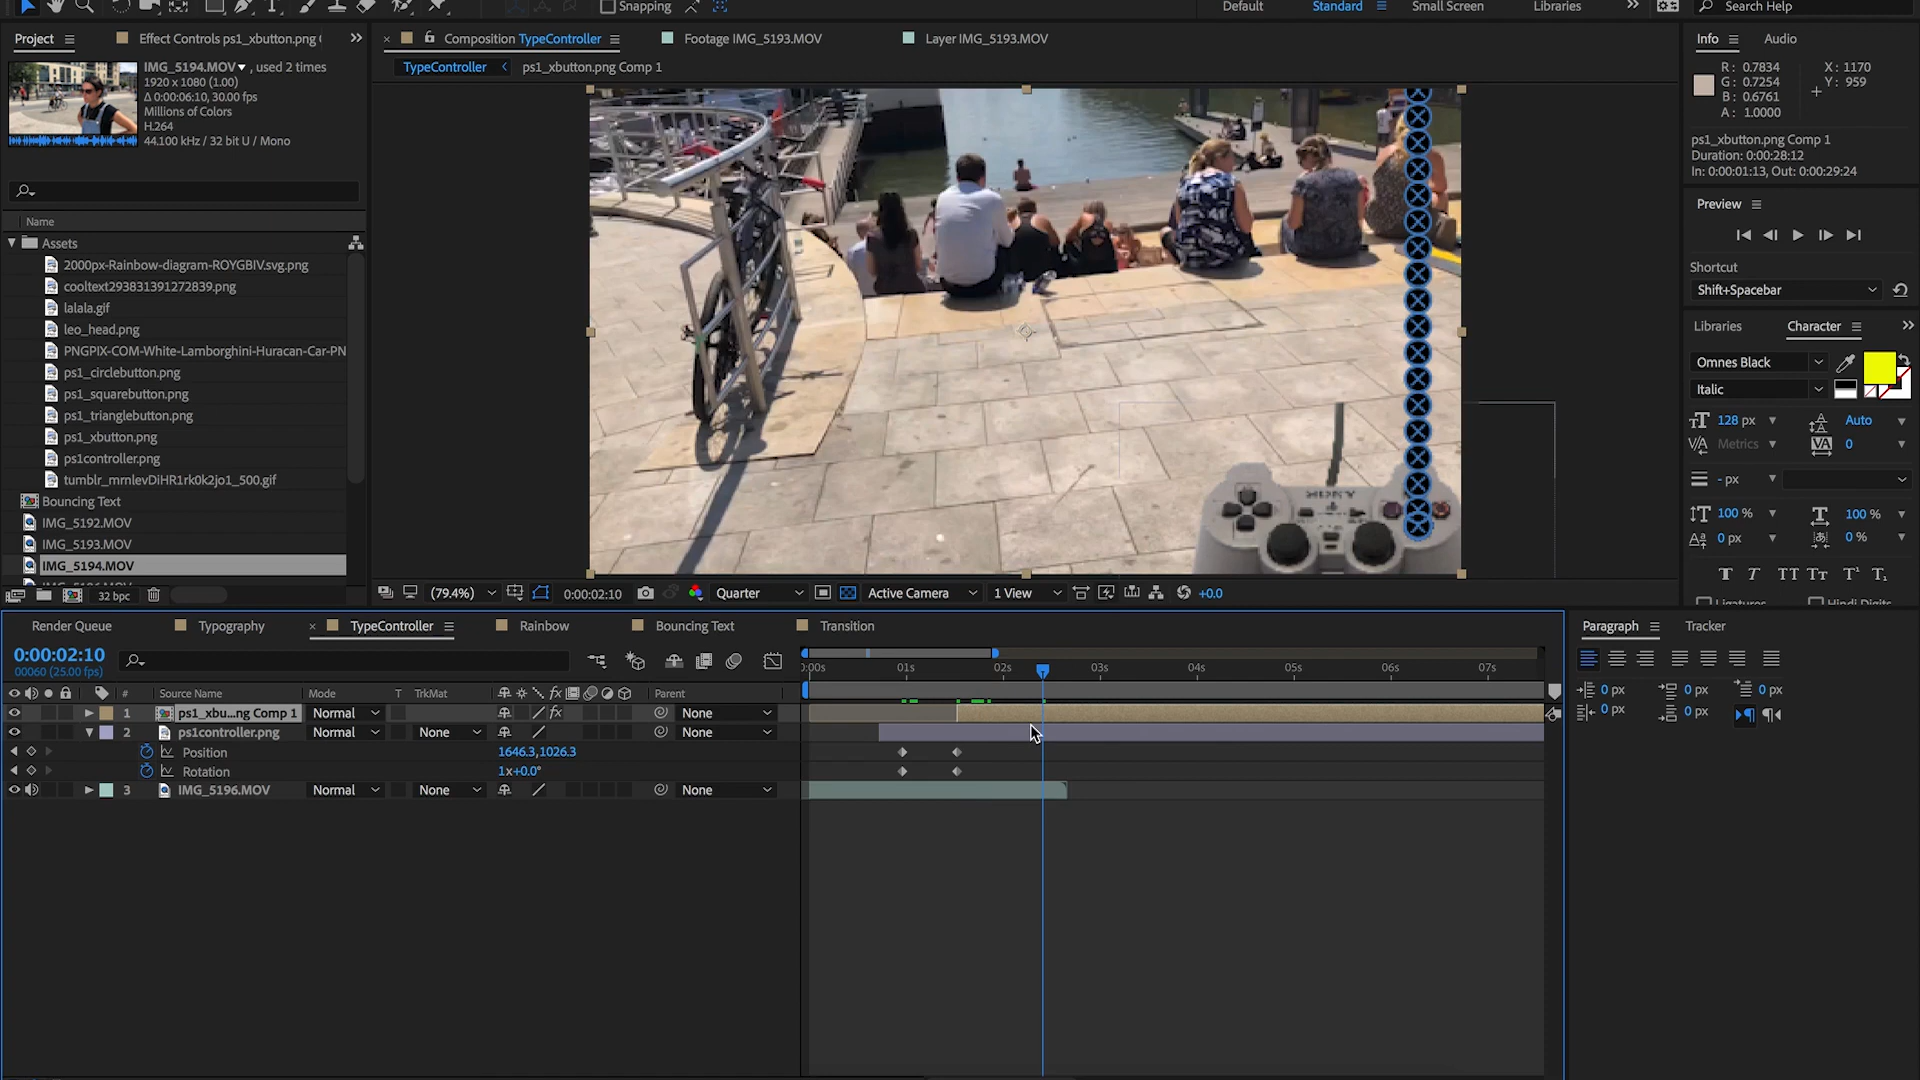 Snapping
Default
Standard
Small Screen
Libraries
Search Help
Project
Effect Controls ps1_xbutton.png
Composition TypeController
Footage IMG_5193.MOV
Layer IMG_5193.MOV
Info
Audio
IMG_5194.MOV , used 2 times
1920 x 1080 (1.00)
Δ 0:00:06:10, 30.00 fps
Millions of Colors
H.264
44.100 kHz / 32 bit U / Mono
TypeController
ps1_xbutton.png Comp 1
R : 0.7834
G : 0.7254
B : 0.6761
A : 1.0000
X : 1170
Y : 959
ps1_xbutton.png Comp 1
Duration: 0:00:28:12
In: 0:00:01:13, Out: 0:00:29:24
Preview
Shortcut
Shift+Spacebar
Name
Assets
2000px-Rainbow-diagram-ROYGBIV.svg.png
cooltext293831391272839.png
lalala.gif
leo_head.png
PNGPIX-COM-White-Lamborghini-Huracan-Car-PN
ps1_circlebutton.png
ps1_squarebutton.png
ps1_trianglebutton.png
ps1_xbutton.png
ps1controller.png
tumblr_mrmlevDiHR1rk0k2jo1_500.gif
Bouncing Text
IMG_5192.MOV
IMG_5193.MOV
IMG_5194.MOV
32 bpc
SONY
Libraries
Character
Omnes Black
Italic
128 px
Auto
Metrics
0
- px
100 %
100 %
0 px
0 %
Ligatures
Hindi Digits
(79.4%)
0:00:02:10
Quarter
Active Camera
1 View
+0.0
Render Queue
Typography
TypeController
Rainbow
Bouncing Text
Transition
Paragraph
Tracker
0:00:02:10
00060 (25.00 fps)
0:00s
01s
02s
03s
04s
05s
06s
07s
# Source Name
Mode
T TrkMat
Parent
1 ps1_xbu...ng Comp 1
Normal
None
2 ps1controller.png
Normal
None
None
Position
1646.3,1026.3
Rotation
1x+0.0°
3 IMG_5196.MOV
Normal
None
None
0 px
0 px
0 px
0 px
0 px